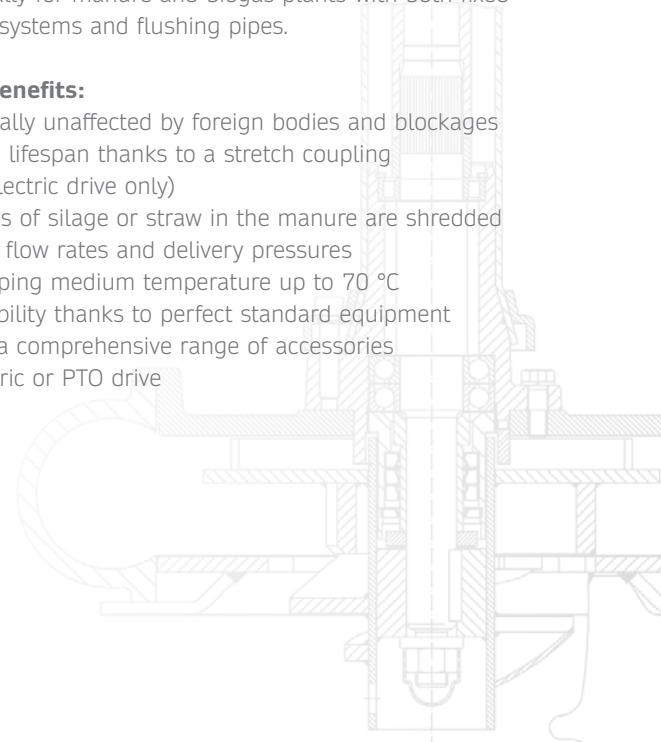 ally for manure and biogas plants with both fixed
systems and flushing pipes.
enefits:
ally unaffected by foreign bodies and blockages
lifespan thanks to a stretch coupling
lectric drive only)
s of silage or straw in the manure are shredded
flow rates and delivery pressures
ping medium temperature up to 70 °C
bility thanks to perfect standard equipment
a comprehensive range of accessories
ric or PTO drive